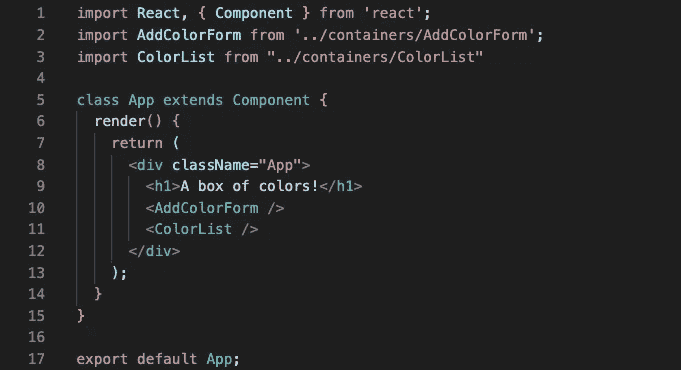 1 import React, { Component } from 'react';
2 import AddColorForm from '../containers/AddColorForm';
3 import ColorList from "../containers/ColorList"
4
5 class App extends Component {
6 render() {
7 return (
8 <div className="App">
9 <h1>A box of colors!</h1>
10 <AddColorForm />
11 <ColorList />
12 </div>
13 );
14 }
15 }
16
17 export default App;